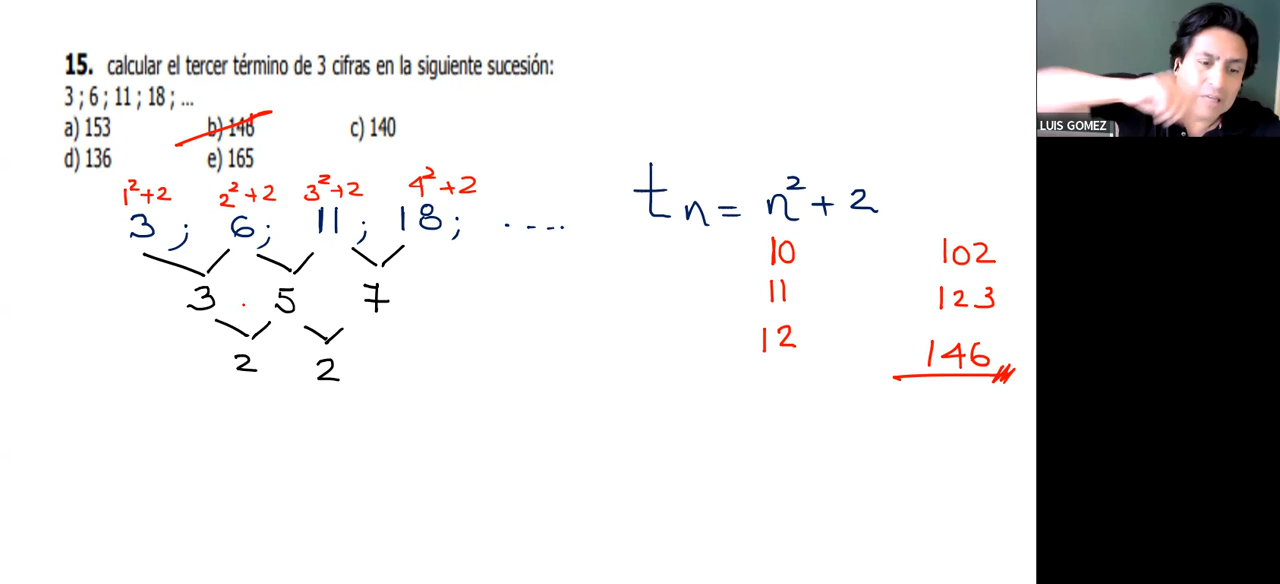 15. calcular el tercer término de 3 cifras en la siguiente sucesión:
3 ; 6 ; 11 ; 18 ; ...
a) 153 b) 146 c) 140
d) 136 e) 165
1²+2 2²+2 3²+2 4²+2
3 ; 6 ; 11 ; 18 ; ....
3 . 5 7
2 2
tn = n² + 2
10 102
11 123
12 146
LUIS GOMEZ